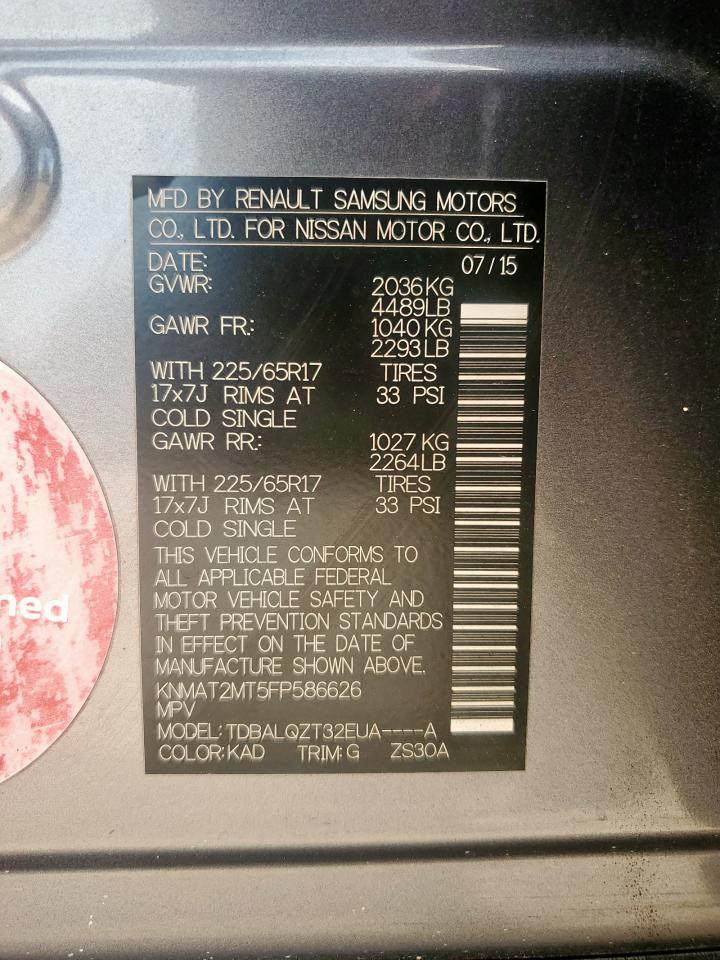 MFD BY RENAULT SAMSUNG MOTORS
CO., LTD. FOR NISSAN MOTOR CO., LTD.
DATE: 07/15
GVWR: 2036KG
4489LB
GAWR FR.: 1040KG
2293LB
WITH 225/65R17 TIRES
17x7J RIMS AT 33 PSI
COLD SINGLE
GAWR RR.: 1027KG
2264LB
WITH 225/65R17 TIRES
17x7J RIMS AT 33 PSI
COLD SINGLE
THIS VEHICLE CONFORMS TO
ALL APPLICABLE FEDERAL
MOTOR VEHICLE SAFETY AND
THEFT PREVENTION STANDARDS
IN EFFECT ON THE DATE OF
MANUFACTURE SHOWN ABOVE.
KNMAT2MT5FP586626
MPV
MODEL: TDBALQZT32EUA----A
COLOR: KAD TRIM: G ZS30A